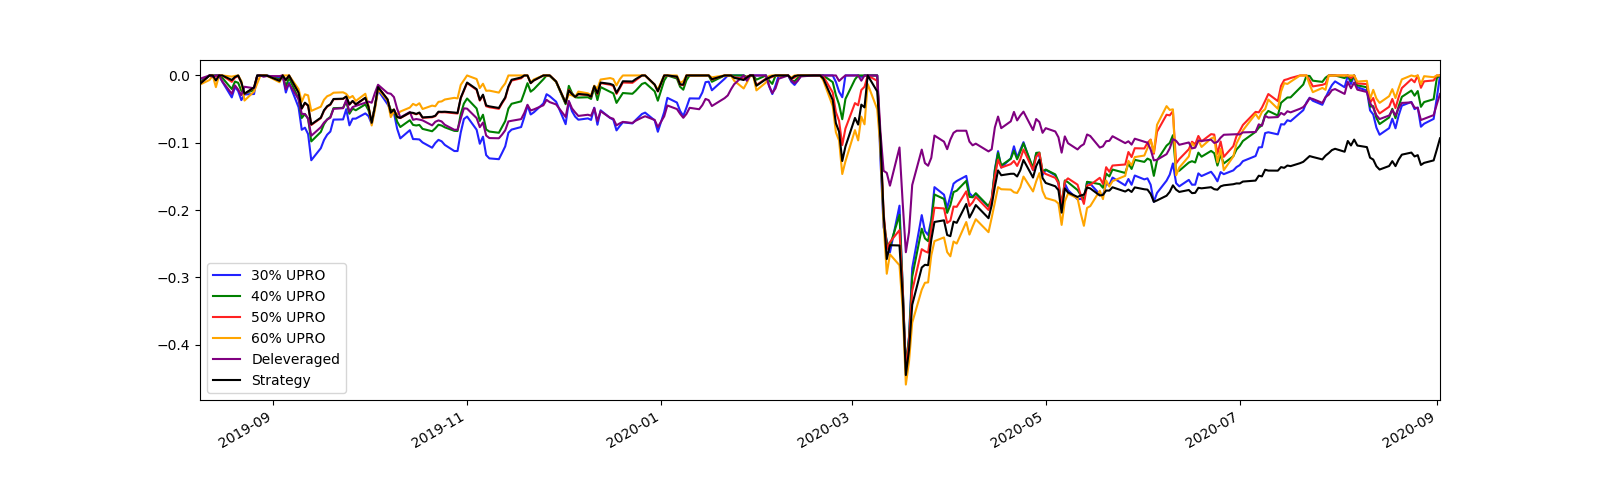 0.0
−0.1
−0.2
−0.3
−0.4
30% UPRO
40% UPRO
50% UPRO
60% UPRO
Deleveraged
Strategy
2019-09
2019-11
2020-01
2020-03
2020-05
2020-07
2020-09